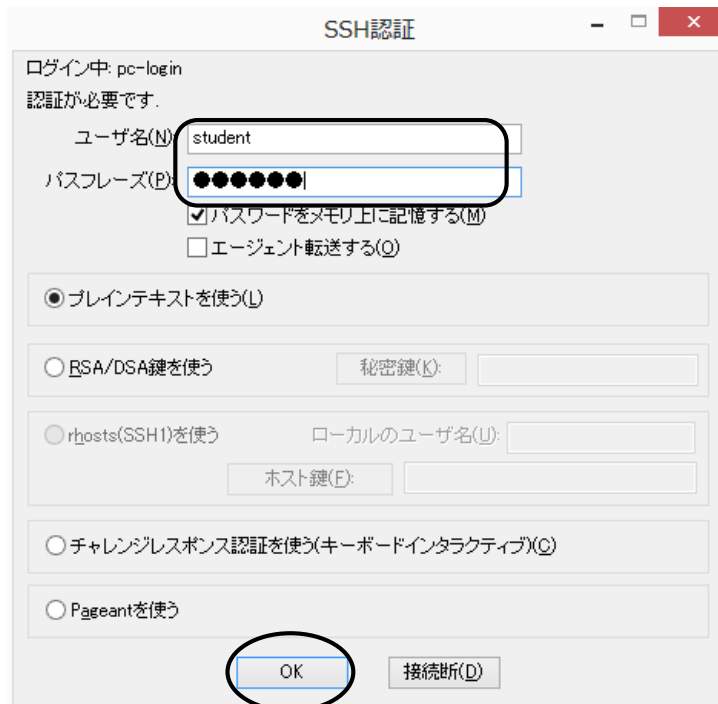 SSH認証
ログイン中: pc-login
認証が必要です.
ユーザ名(N): student
パスフレーズ(P): ●●●●●●
パスワードをメモリ上に記憶する(M)
エージェント転送する(O)
プレインテキストを使う(L)
RSA/DSA鍵を使う 秘密鍵(K):
rhosts(SSH1)を使う ローカルのユーザ名(U):
ホスト鍵(F):
チャレンジレスポンス認証を使う(キーボードインタラクティブ)(C)
Pageantを使う
OK 接続断(D)